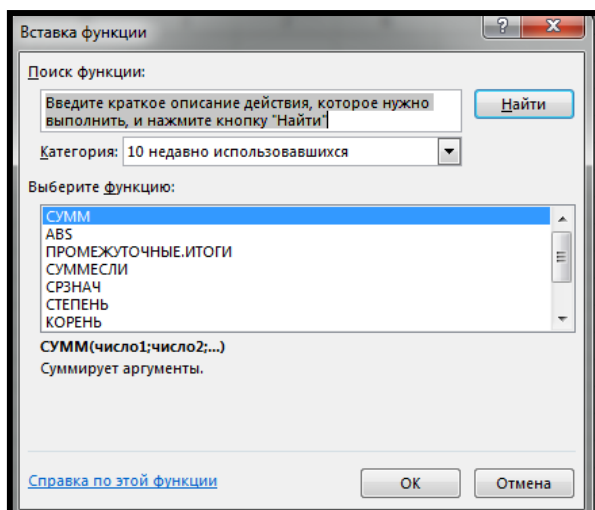 Вставка функции
Поиск функции:
Введите краткое описание действия, которое нужно
выполнить, и нажмите кнопку "Найти"
Найти
Категория: 10 недавно использовавшихся
Выберите функцию:
СУММ
ABS
ПРОМЕЖУТОЧНЫЕ.ИТОГИ
СУММЕСЛИ
СРЗНАЧ
СТЕПЕНЬ
КОРЕНЬ
СУММ(число1;число2;...)
Суммирует аргументы.
Справка по этой функции
ОК
Отмена